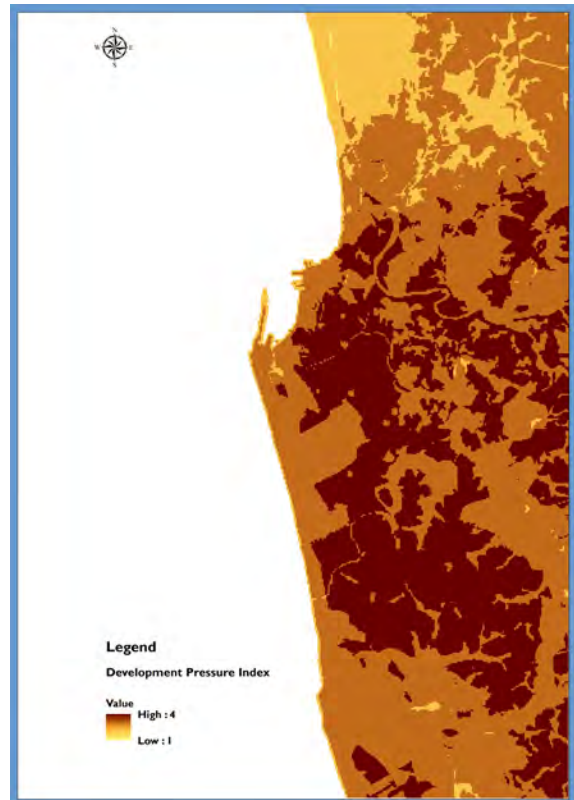 N
W E
S
Legend
Development Pressure Index
Value
High : 4
Low : 1